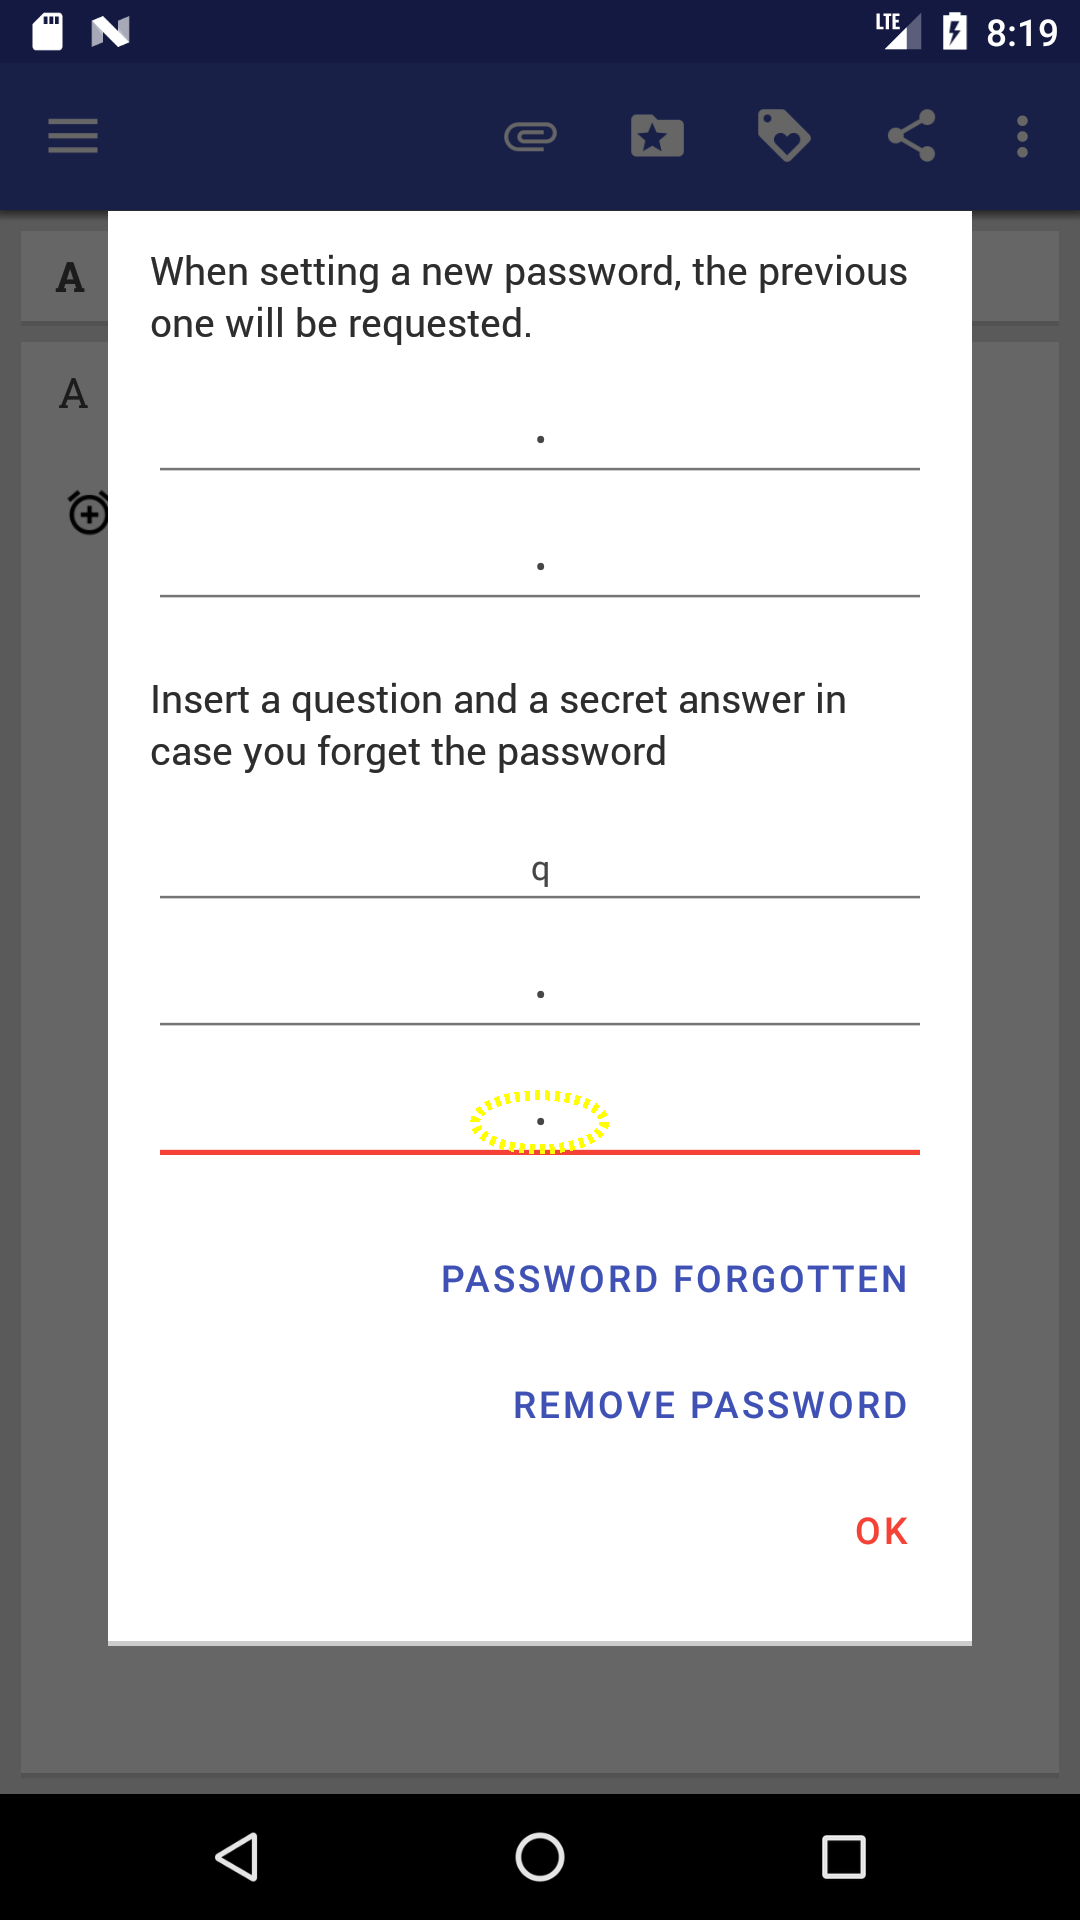 LTE 8:19
A
When setting a new password, the previous
one will be requested.
A
•
•
Insert a question and a secret answer in
case you forget the password
q
•
•
PASSWORD FORGOTTEN
REMOVE PASSWORD
OK